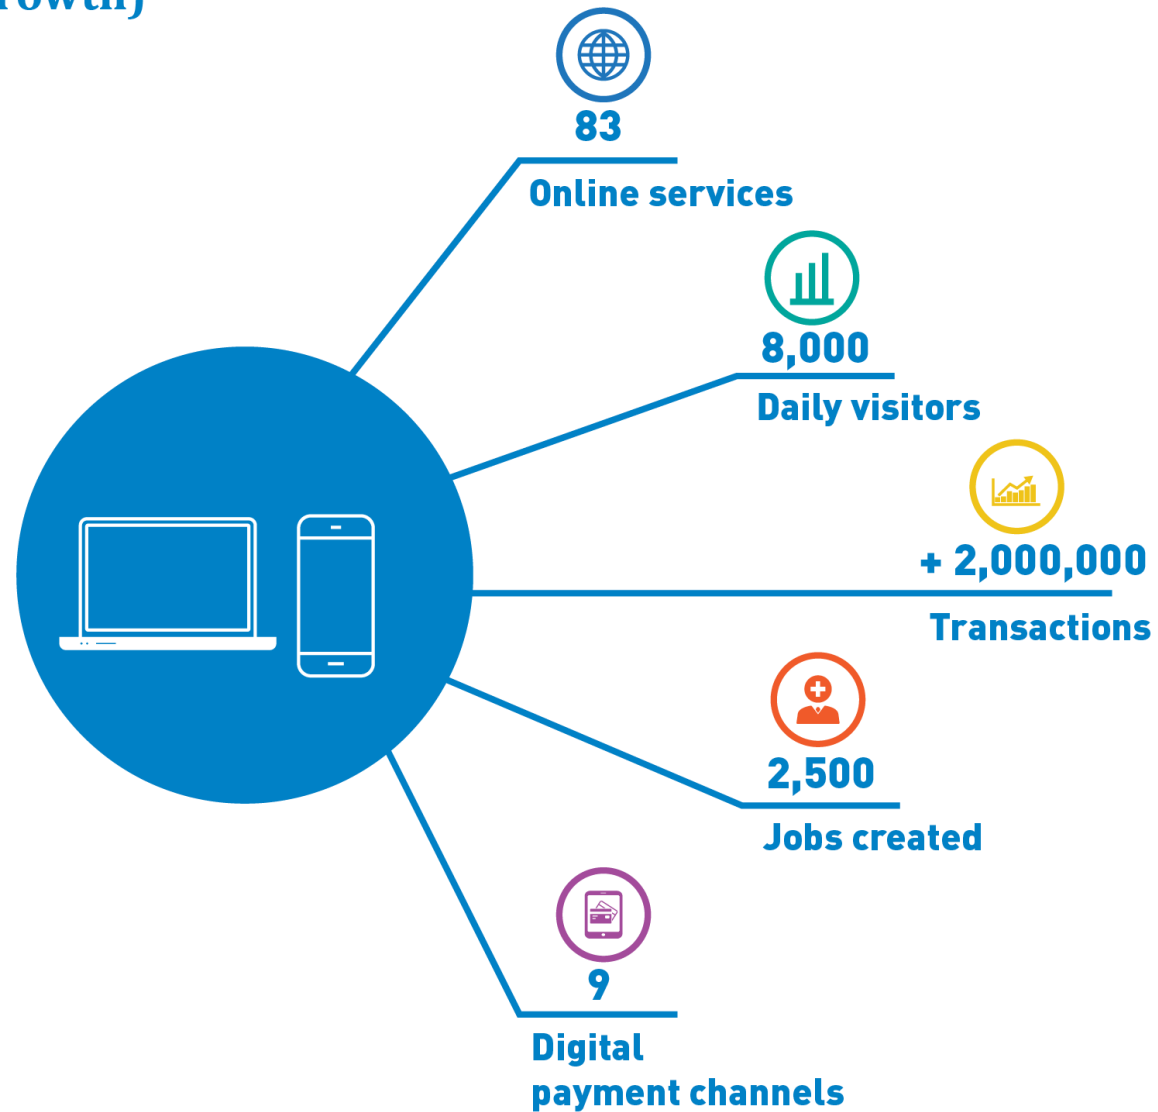 rowth)
83
Online services
8,000
Daily visitors
+ 2,000,000
Transactions
2,500
Jobs created
9
Digital
payment channels